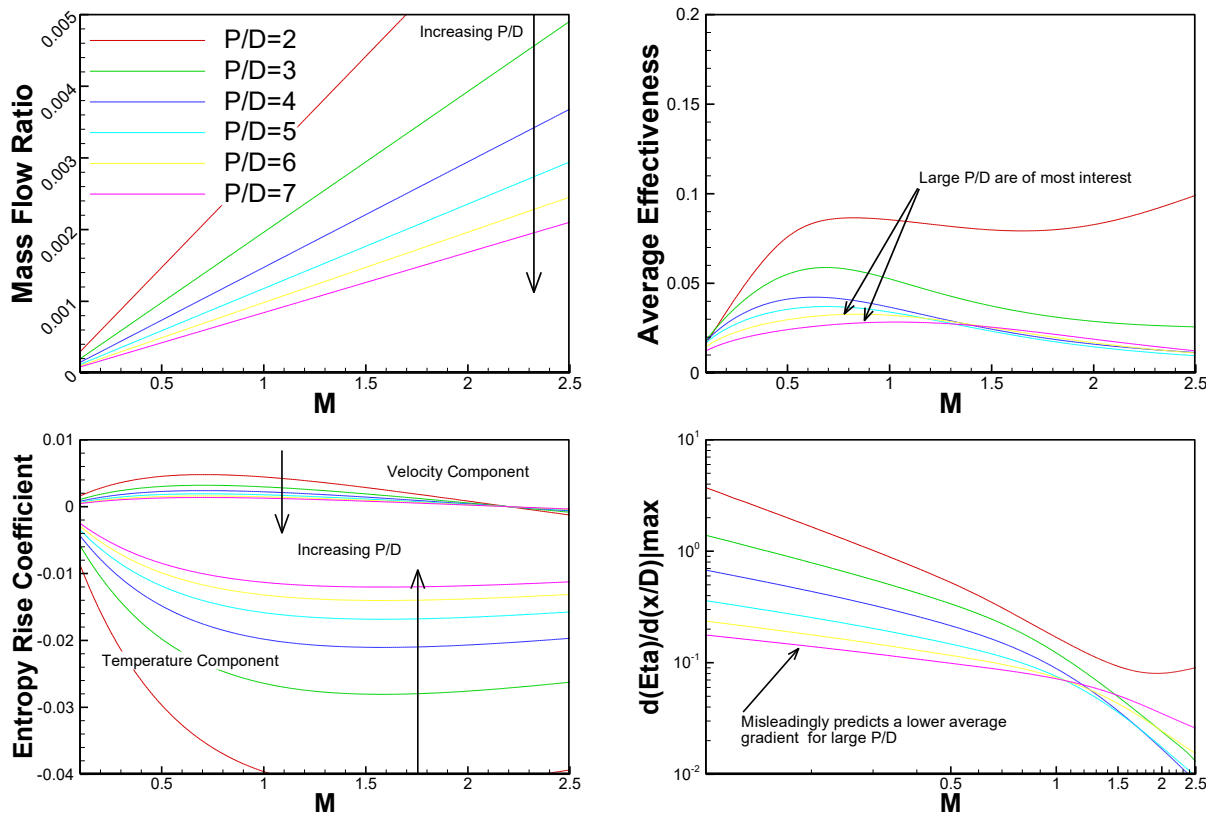 0.005
0.004
0.003
0.002
0.001
0
Mass Flow Ratio
P/D=2
P/D=3
P/D=4
P/D=5
P/D=6
P/D=7
Increasing P/D
0.5 1 1.5 2 2.5
M
0.2
0.15
0.1
0.05
0
Average Effectiveness
Large P/D are of most interest
0.5 1 1.5 2 2.5
M
0.01
0
-0.01
-0.02
-0.03
-0.04
Entropy Rise Coefficient
Velocity Component
Increasing P/D
Temperature Component
0.5 1 1.5 2 2.5
M
10^1
10^0
10^-1
10^-2
d(Eta)/d(x/D)|max
Misleadingly predicts a lower average
gradient for large P/D
0.5 1 1.5 2 2.5
M